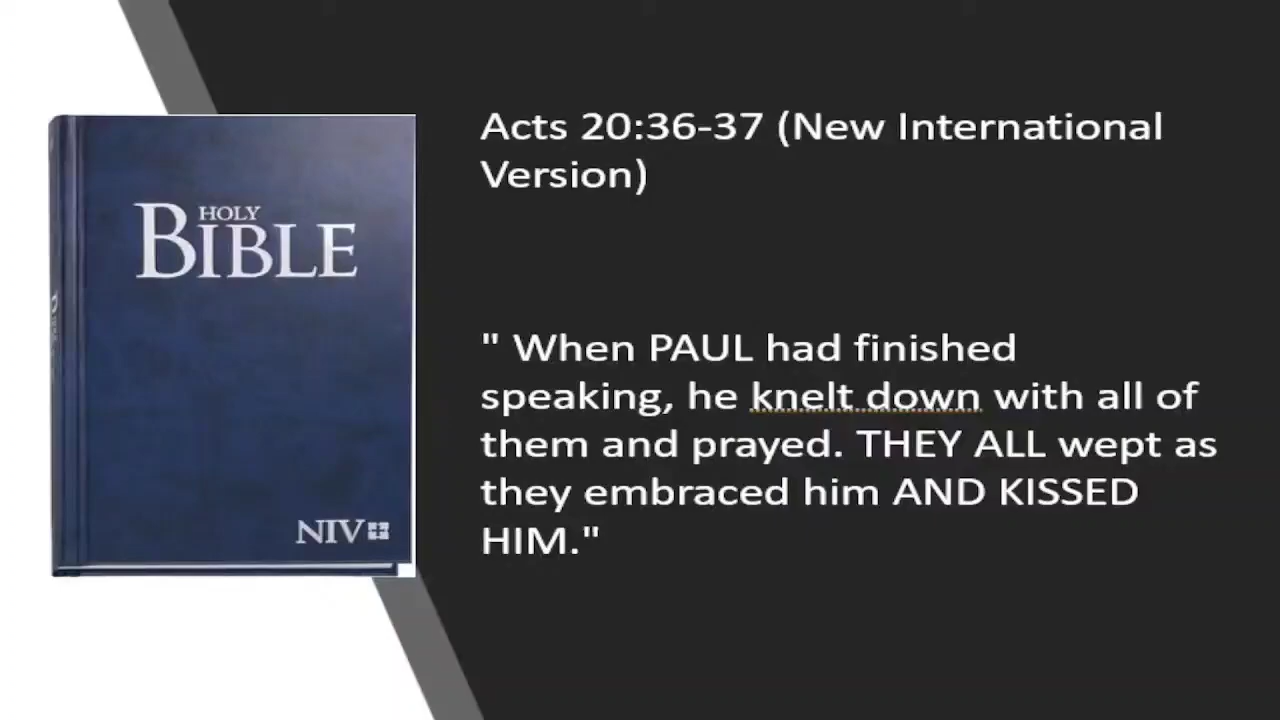 HOLY
BIBLE
NIV
Acts 20:36-37 (New International
Version)
" When PAUL had finished
speaking, he knelt down with all of
them and prayed. THEY ALL wept as
they embraced him AND KISSED
HIM."